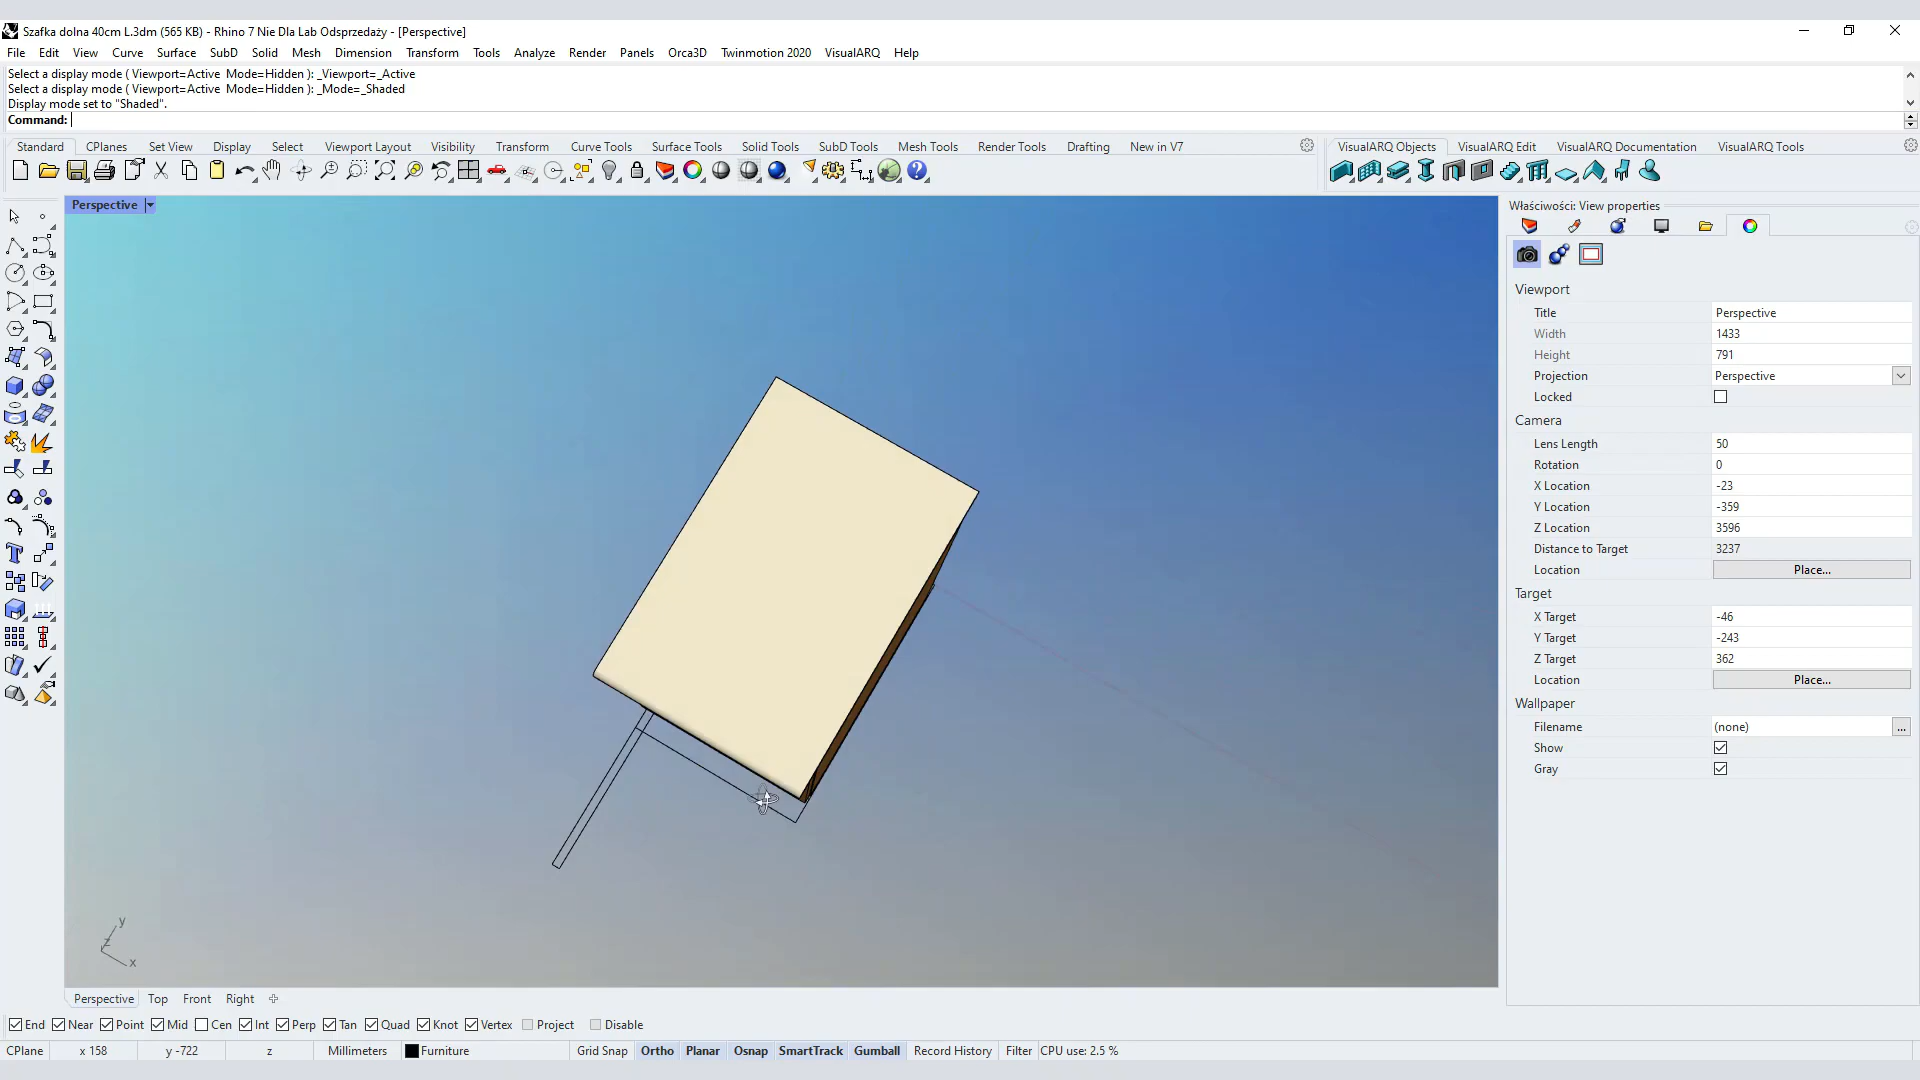 Szafka dolna 40cm L.3dm (565 KB) - Rhino 7 Nie Dla Lab Odsprzedaży - [Perspective]
File Edit View Curve Surface SubD Solid Mesh Dimension Transform Tools Analyze Render Panels Orca3D Twinmotion 2020 VisualARQ Help
Select a display mode ( Viewport=Active Mode=Hidden ): _Viewport=_Active
Select a display mode ( Viewport=Active Mode=Hidden ): _Mode=_Shaded
Display mode set to "Shaded".
Command:
Standard CPlanes Set View Display Select Viewport Layout Visibility Transform Curve Tools Surface Tools Solid Tools SubD Tools Mesh Tools Render Tools Drafting New in V7
VisualARQ Objects VisualARQ Edit VisualARQ Documentation VisualARQ Tools
Perspective
Właściwości: View properties
Viewport
Title Perspective
Width 1433
Height 791
Projection Perspective
Locked
Camera
Lens Length 50
Rotation 0
X Location -23
Y Location -359
Z Location 3596
Distance to Target 3237
Location Place...
Target
X Target -46
Y Target -243
Z Target 362
Location Place...
Wallpaper
Filename (none) ...
Show
Gray
y
z
x
Perspective Top Front Right
End Near Point Mid Cen Int Perp Tan Quad Knot Vertex Project Disable
CPlane x 158 y -722 z Millimeters Furniture Grid Snap Ortho Planar Osnap SmartTrack Gumball Record History Filter CPU use: 2.5 %